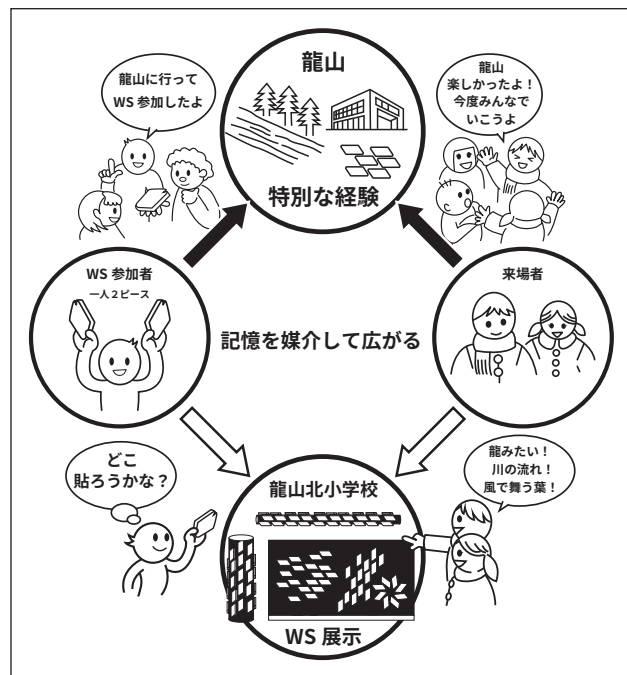 龍山
龍山に行って
WS 参加したよ
龍山
楽しかったよ！
今度みんなで
いこうよ
特別な経験
WS 参加者
一人２ピース
来場者
記憶を媒介して広がる
どこ
貼ろうかな？
龍山北小学校
龍みたい！
川の流れ！
風で舞う葉！
WS 展示